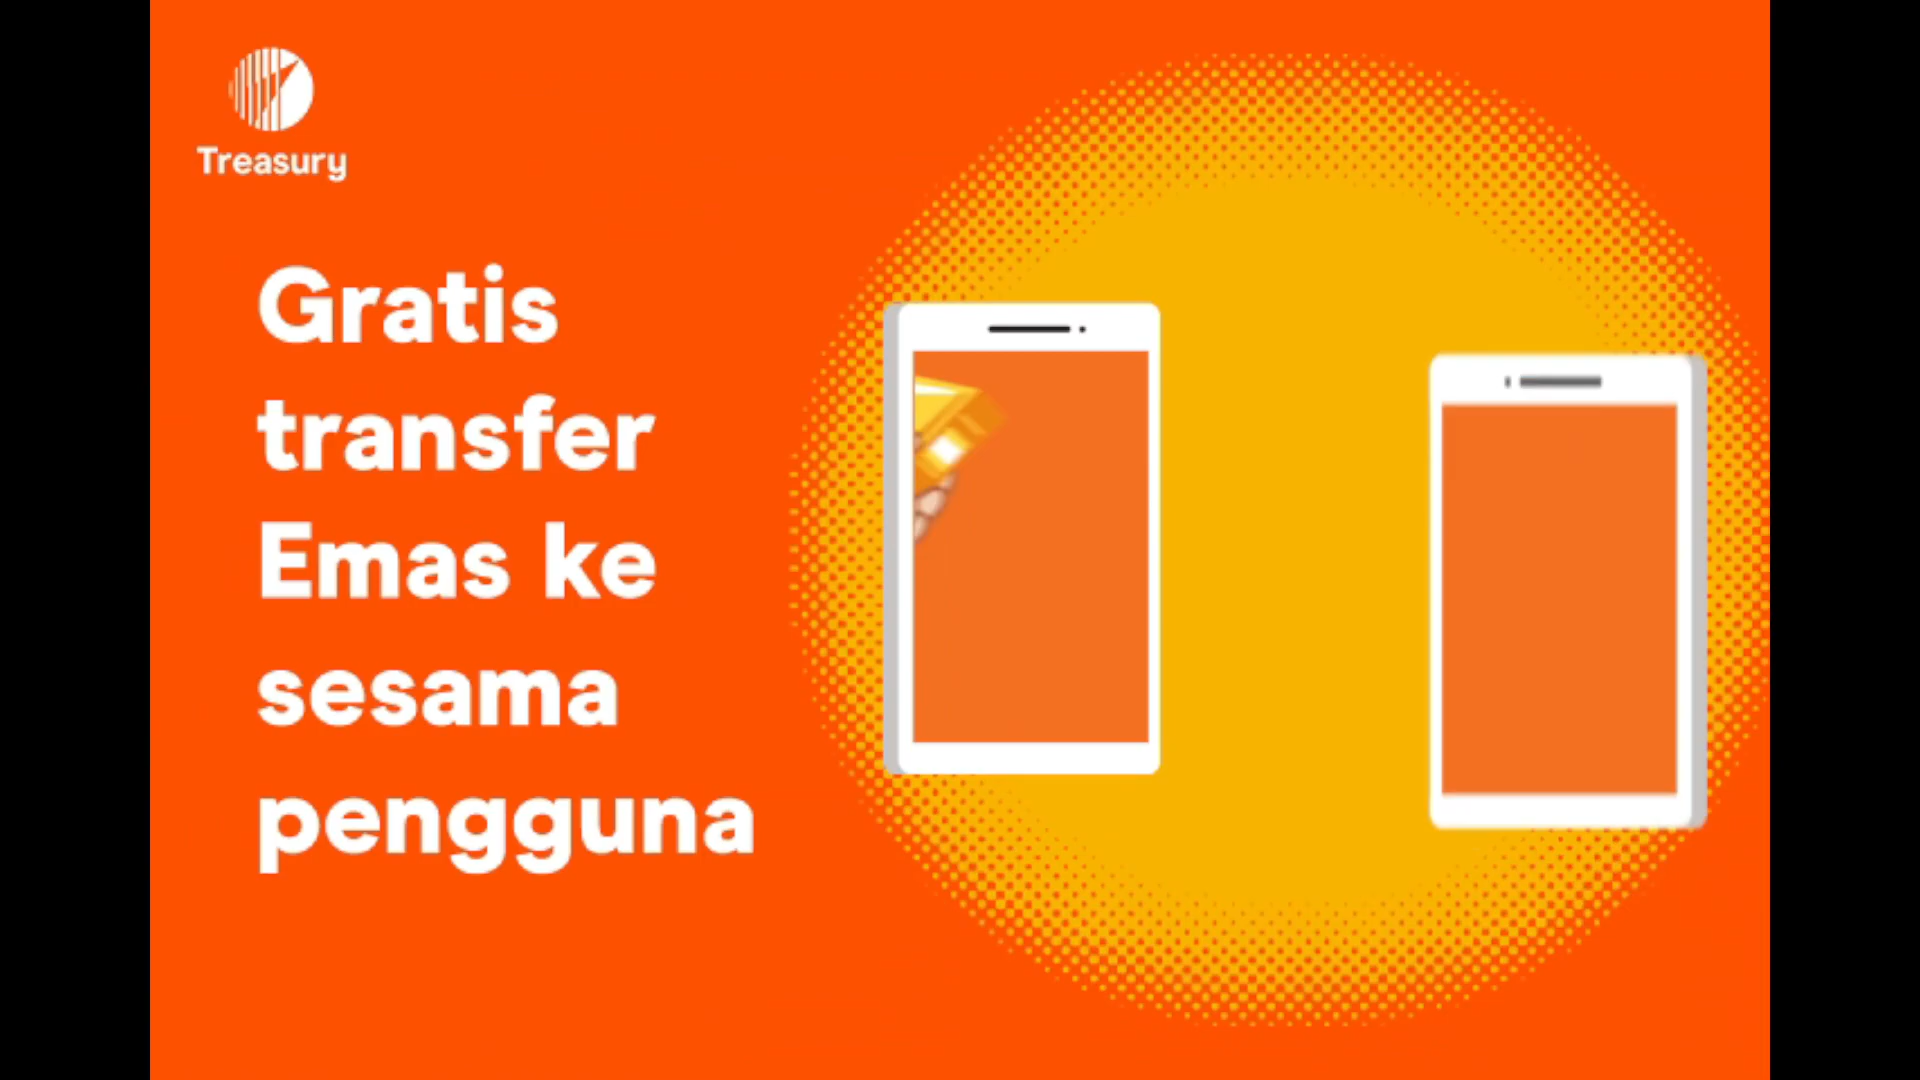 Treasury
Gratis
transfer
Emas ke
sesama
pengguna